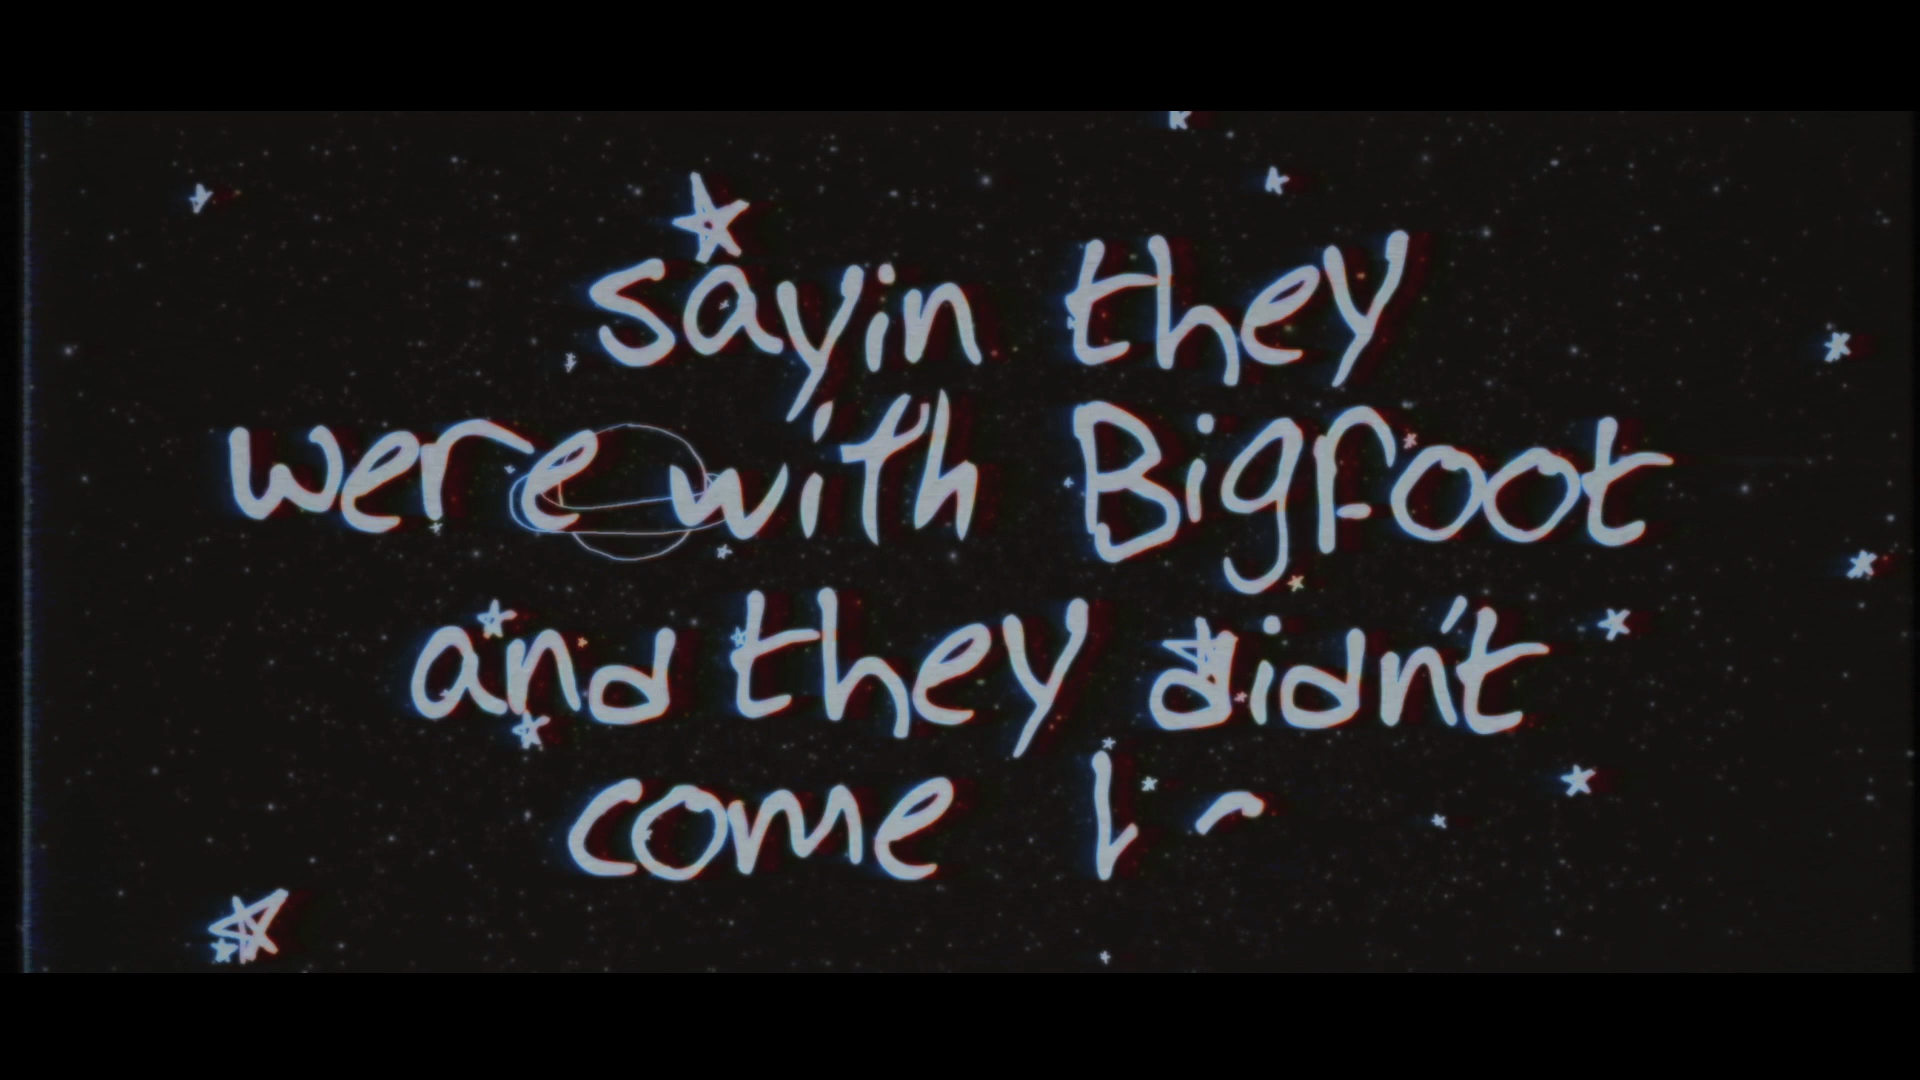 sayin they
were with Bigfoot
and they didn't
come